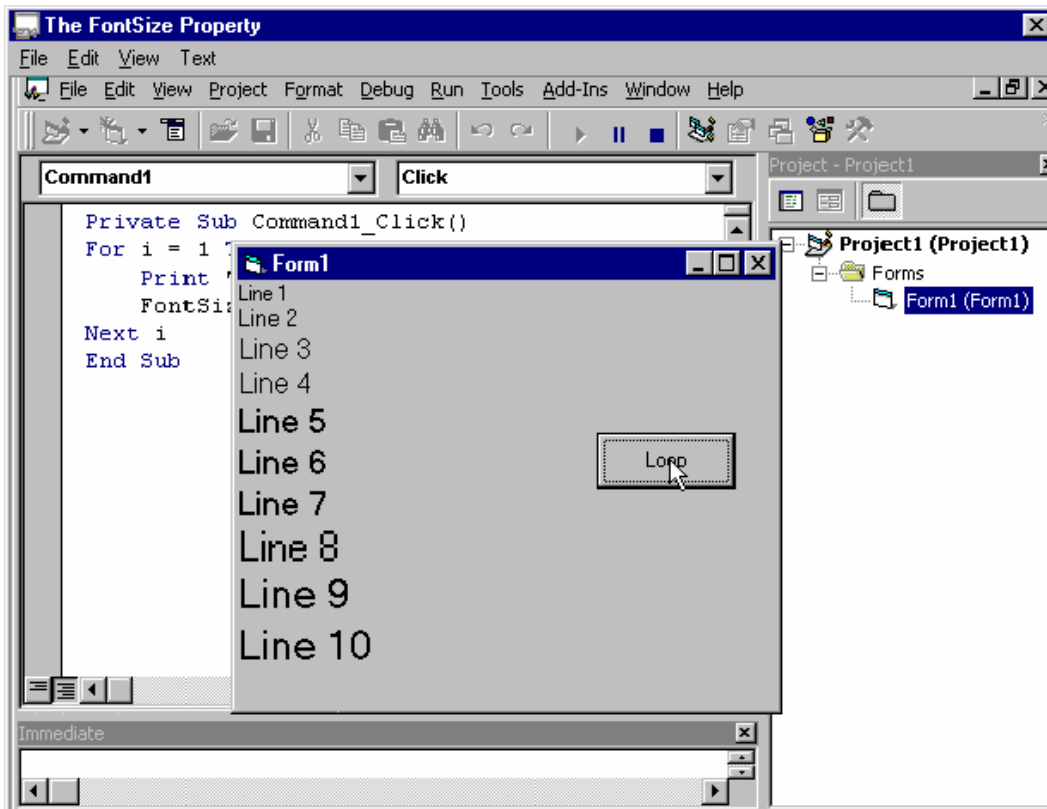 The FontSize Property
File Edit View Text
File Edit View Project Format Debug Run Tools Add-Ins Window Help
Command1 Click
Project - Project1
Private Sub Command1_Click()
For i = 1
Print "
FontSiz
Next i
End Sub
Form1
Line 1
Line 2
Line 3
Line 4
Line 5
Line 6
Line 7
Line 8
Line 9
Line 10
Loop
Project1 (Project1)
Forms
Form1 (Form1)
Immediate